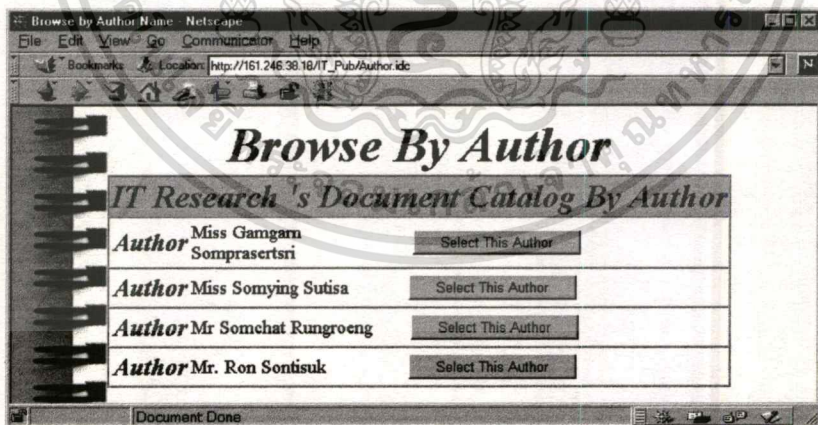 Browse by Author Name - Netscape
File Edit View Go Communicator Help
Bookmarks Location: http://161.246.38.18/IT_Pub/Author.idc
N
Browse By Author
IT Research 's Document Catalog By Author
Author Miss Gamgarn Somprasertsri Select This Author
Author Miss Somying Sutisa Select This Author
Author Mr Somchat Rungroeng Select This Author
Author Mr. Ron Sontisuk Select This Author
Document Done